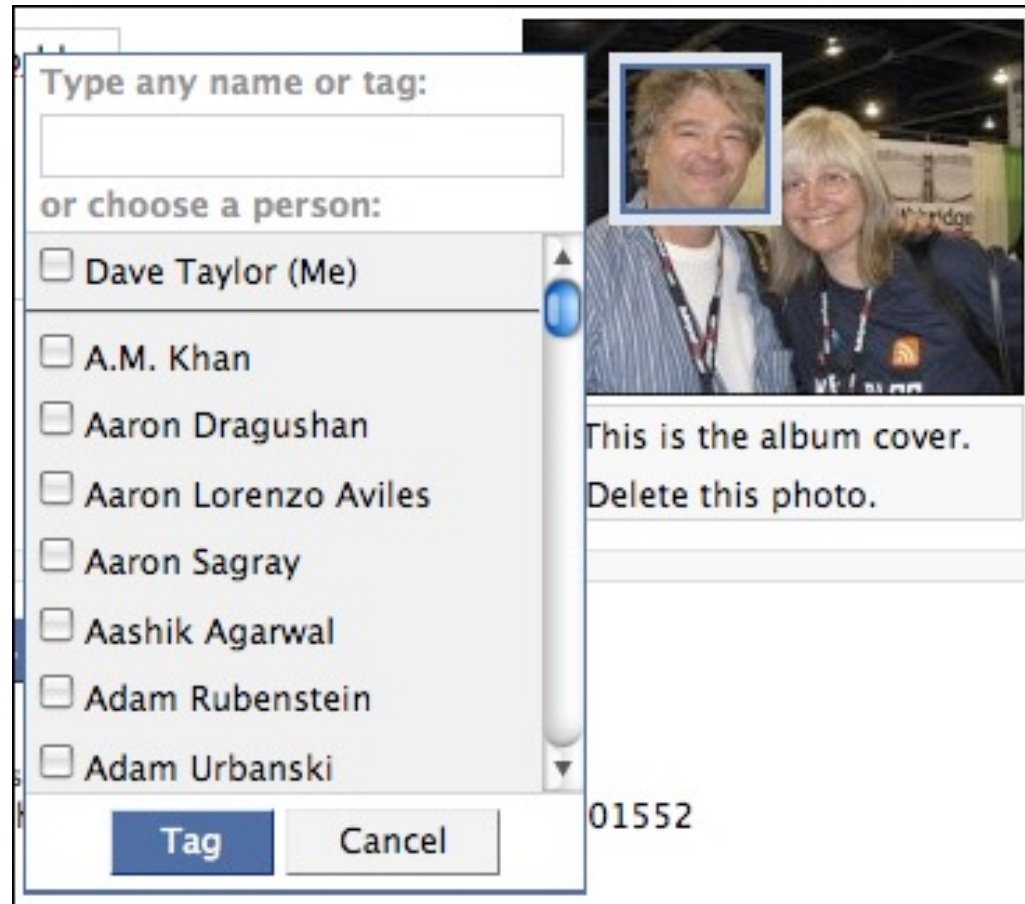 Type any name or tag:
or choose a person:
Dave Taylor (Me)
A.M. Khan
Aaron Dragushan
Aaron Lorenzo Aviles
Aaron Sagray
Aashik Agarwal
Adam Rubenstein
Adam Urbanski
Tag
Cancel
This is the album cover.
Delete this photo.
01552